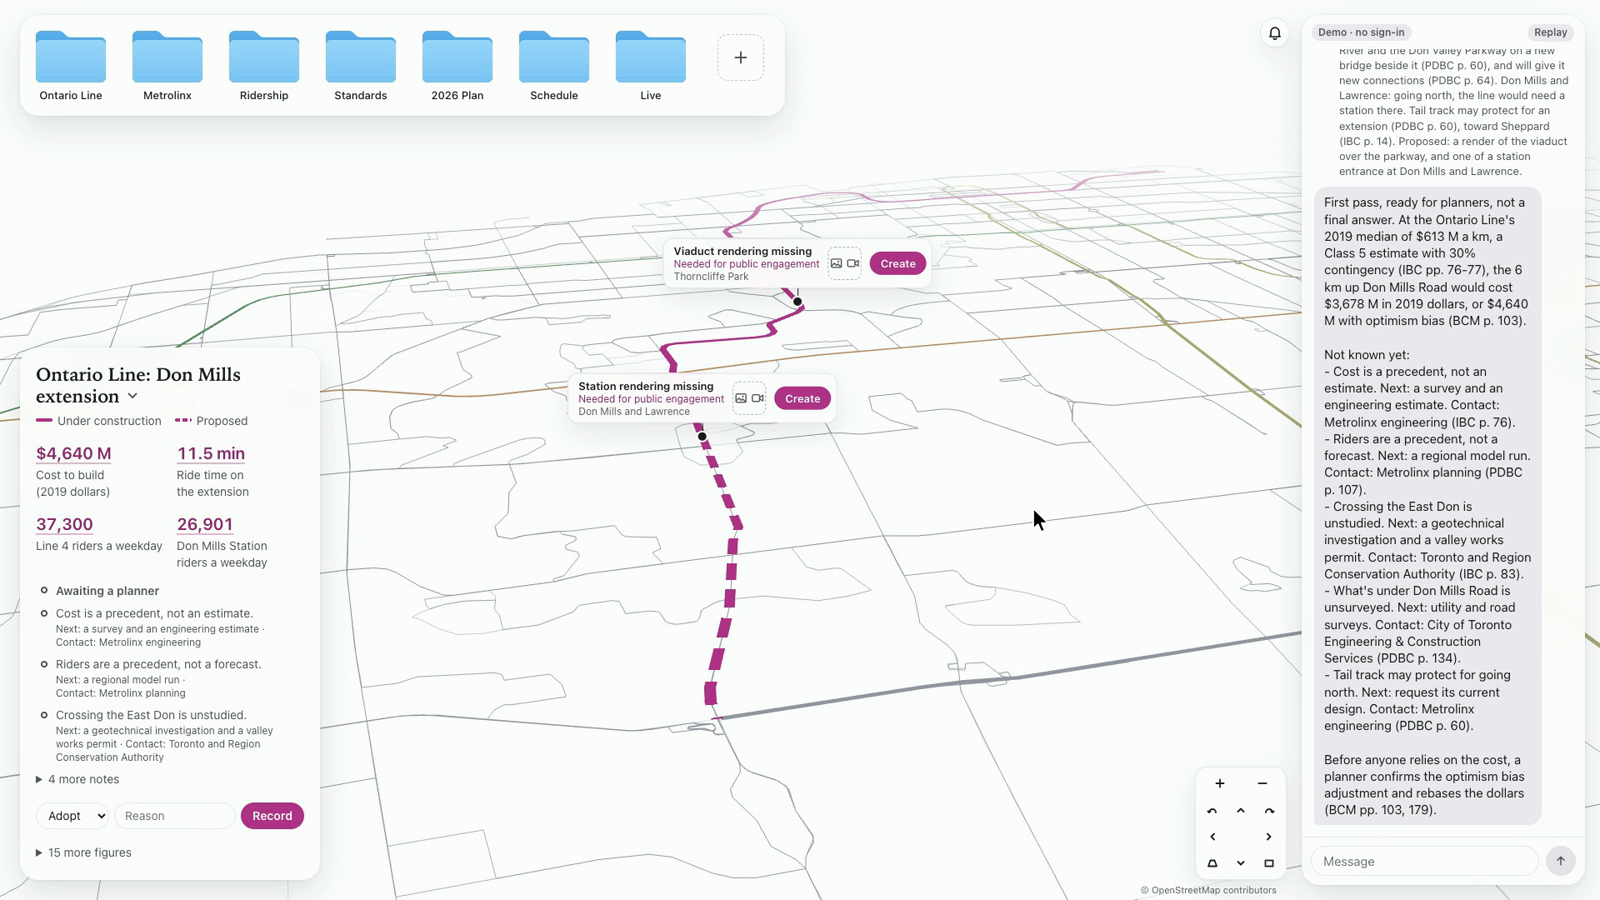 Ontario Line
Metrolinx
Ridership
Standards
2026 Plan
Schedule
Live
Demo · no sign-in
Replay
River and the Don Valley Parkway on a new
bridge beside it (PDBC p. 60), and will give it
new connections (PDBC p. 64). Don Mills and
Lawrence: going north, the line would need a
station there. Tail track may protect for an
extension (PDBC p. 60), toward Sheppard
(IBC p. 14). Proposed: a render of the viaduct
over the parkway, and one of a station
entrance at Don Mills and Lawrence.
First pass, ready for planners, not a
final answer. At the Ontario Line's
2019 median of $613 M a km, a
Class 5 estimate with 30%
contingency (IBC pp. 76-77), the 6
km up Don Mills Road would cost
$3,678 M in 2019 dollars, or $4,640
M with optimism bias (BCM p. 103).
Not known yet:
- Cost is a precedent, not an
estimate. Next: a survey and an
engineering estimate. Contact:
Metrolinx engineering (IBC p. 76).
- Riders are a precedent, not a
forecast. Next: a regional model run.
Contact: Metrolinx planning (PDBC
p. 107).
- Crossing the East Don is
unstudied. Next: a geotechnical
investigation and a valley works
permit. Contact: Toronto and Region
Conservation Authority (IBC p. 83).
- What's under Don Mills Road is
unsurveyed. Next: utility and road
surveys. Contact: City of Toronto
Engineering & Construction
Services (PDBC p. 134).
- Tail track may protect for going
north. Next: request its current
design. Contact: Metrolinx
engineering (PDBC p. 60).
Before anyone relies on the cost, a
planner confirms the optimism bias
adjustment and rebases the dollars
(BCM pp. 103, 179).
Message
Viaduct rendering missing
Needed for public engagement
Thorncliffe Park
Create
Station rendering missing
Needed for public engagement
Don Mills and Lawrence
Create
Ontario Line: Don Mills
extension
Under construction
Proposed
$4,640 M
Cost to build
(2019 dollars)
11.5 min
Ride time on
the extension
37,300
Line 4 riders a weekday
26,901
Don Mills Station
riders a weekday
Awaiting a planner
Cost is a precedent, not an estimate.
Next: a survey and an engineering estimate ·
Contact: Metrolinx engineering
Riders are a precedent, not a forecast.
Next: a regional model run ·
Contact: Metrolinx planning
Crossing the East Don is unstudied.
Next: a geotechnical investigation and a valley
works permit · Contact: Toronto and Region
Conservation Authority
4 more notes
Adopt
Reason
Record
15 more figures
© OpenStreetMap contributors